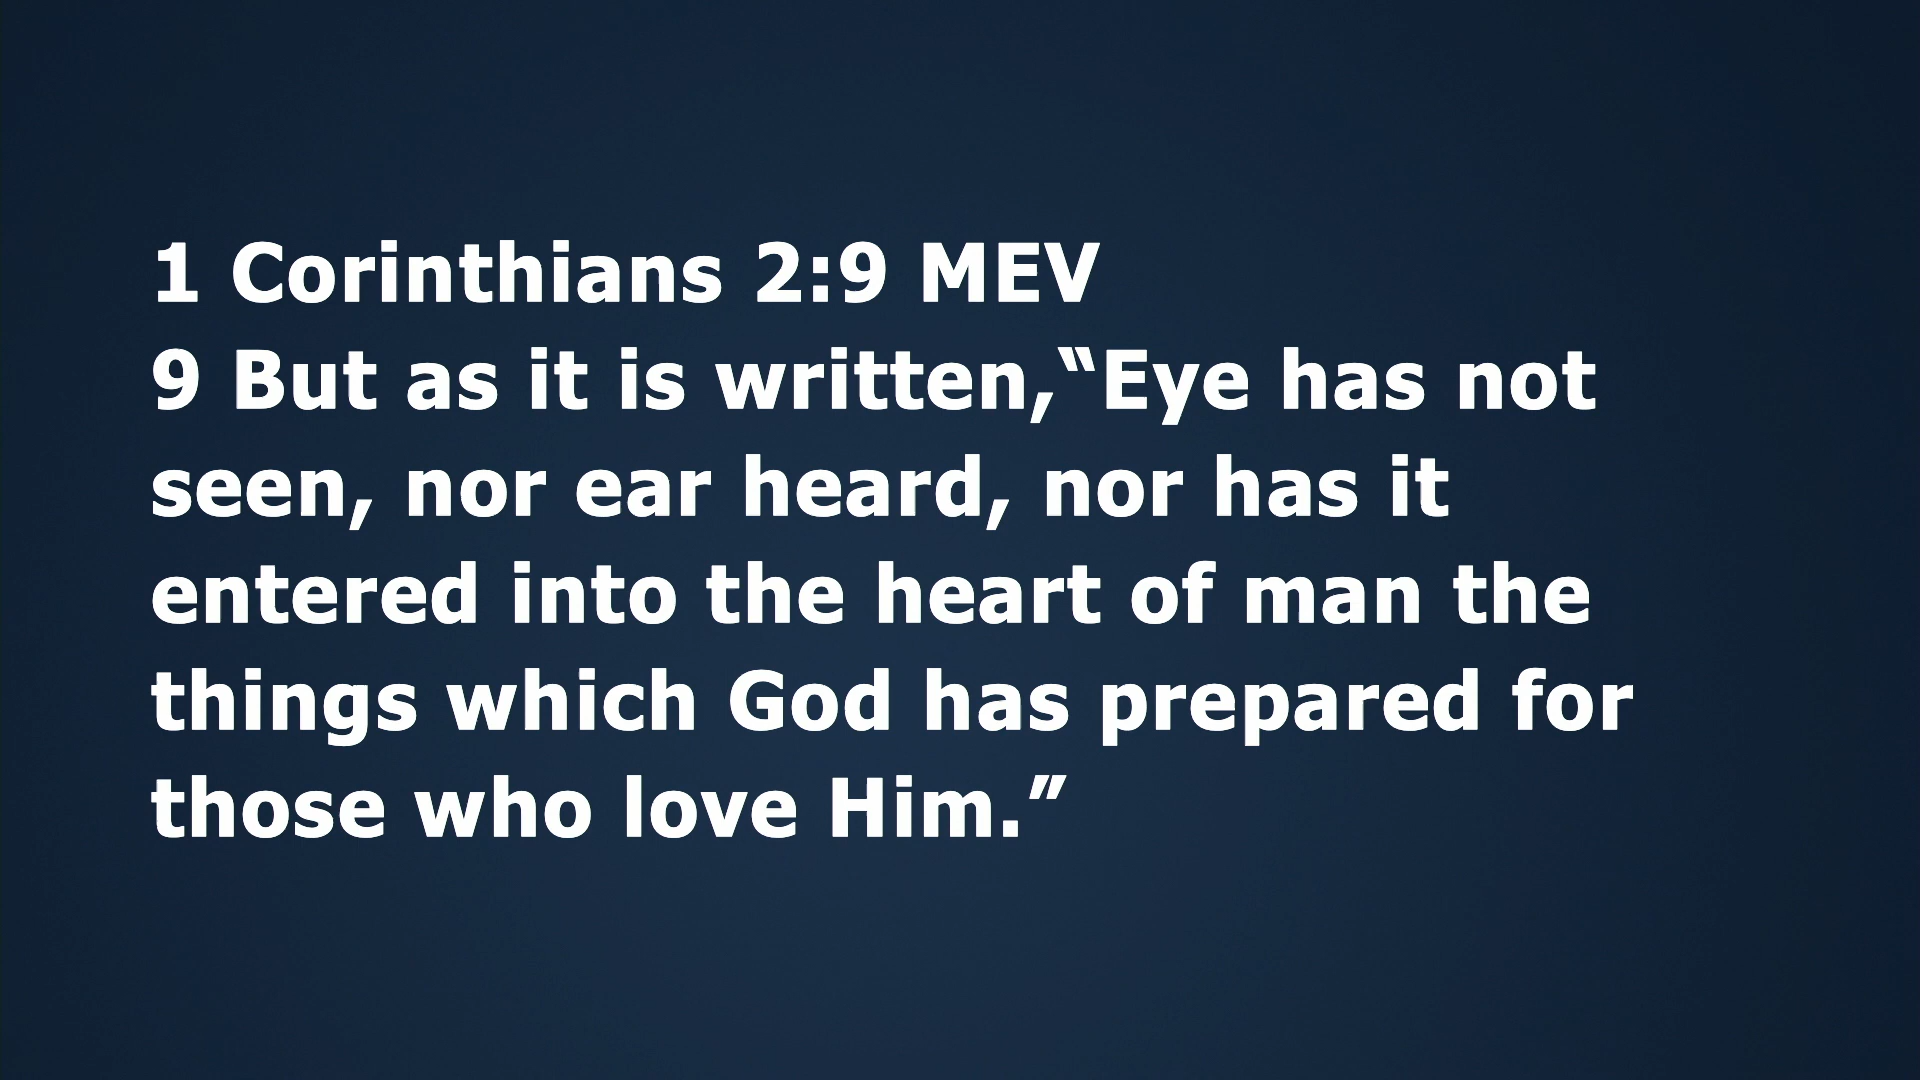 1 Corinthians 2:9 MEV
9 But as it is written,“Eye has not
seen, nor ear heard, nor has it
entered into the heart of man the
things which God has prepared for
those who love Him.”